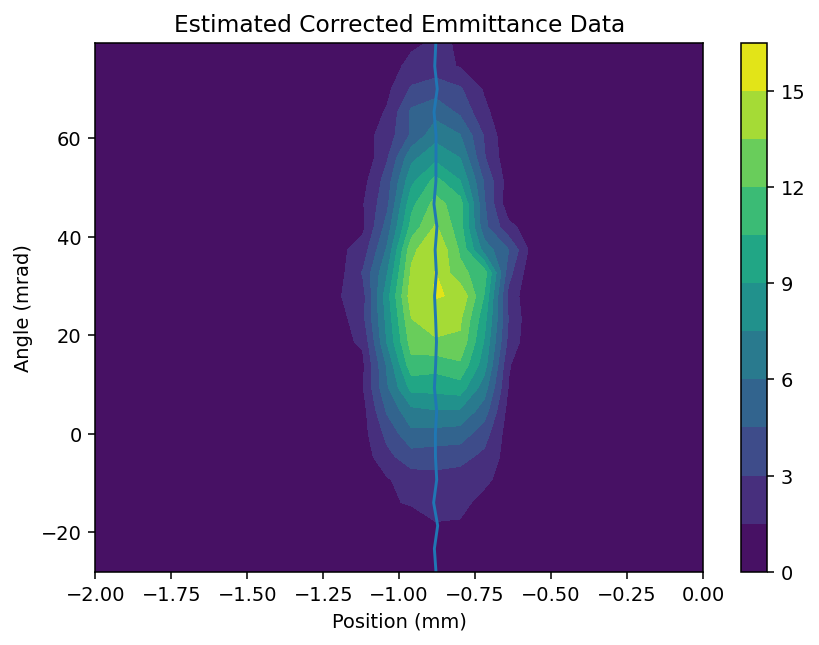 Estimated Corrected Emmittance Data
Angle (mrad)
60
40
20
0
−20
−2.00 −1.75 −1.50 −1.25 −1.00 −0.75 −0.50 −0.25 0.00
Position (mm)
15
12
9
6
3
0